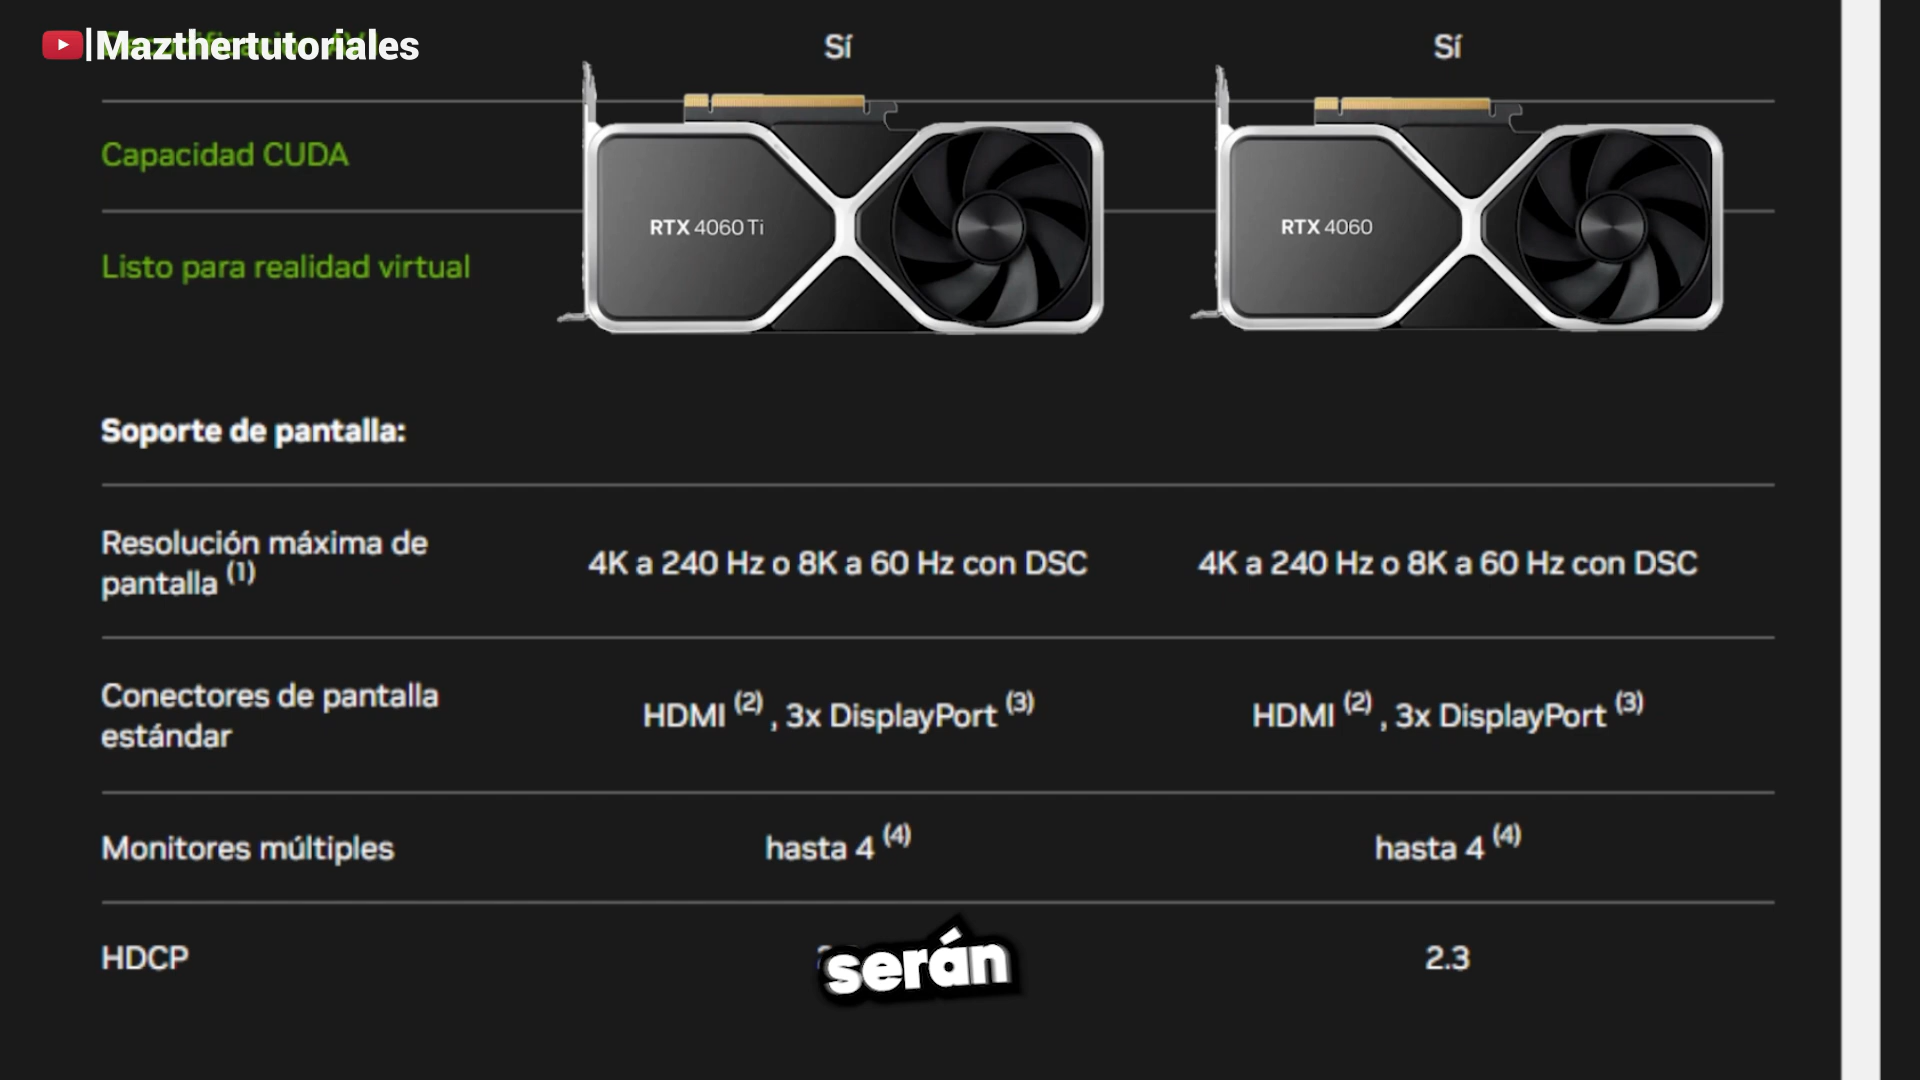 |Mazthertutoriales
Sí Sí
Capacidad CUDA
RTX 4060 Ti RTX 4060
Listo para realidad virtual
Soporte de pantalla:
Resolución máxima de
pantalla (1)
4K a 240 Hz o 8K a 60 Hz con DSC 4K a 240 Hz o 8K a 60 Hz con DSC
Conectores de pantalla
estándar
HDMI (2) , 3x DisplayPort (3) HDMI (2) , 3x DisplayPort (3)
Monitores múltiples hasta 4 (4) hasta 4 (4)
HDCP 2.3
serán